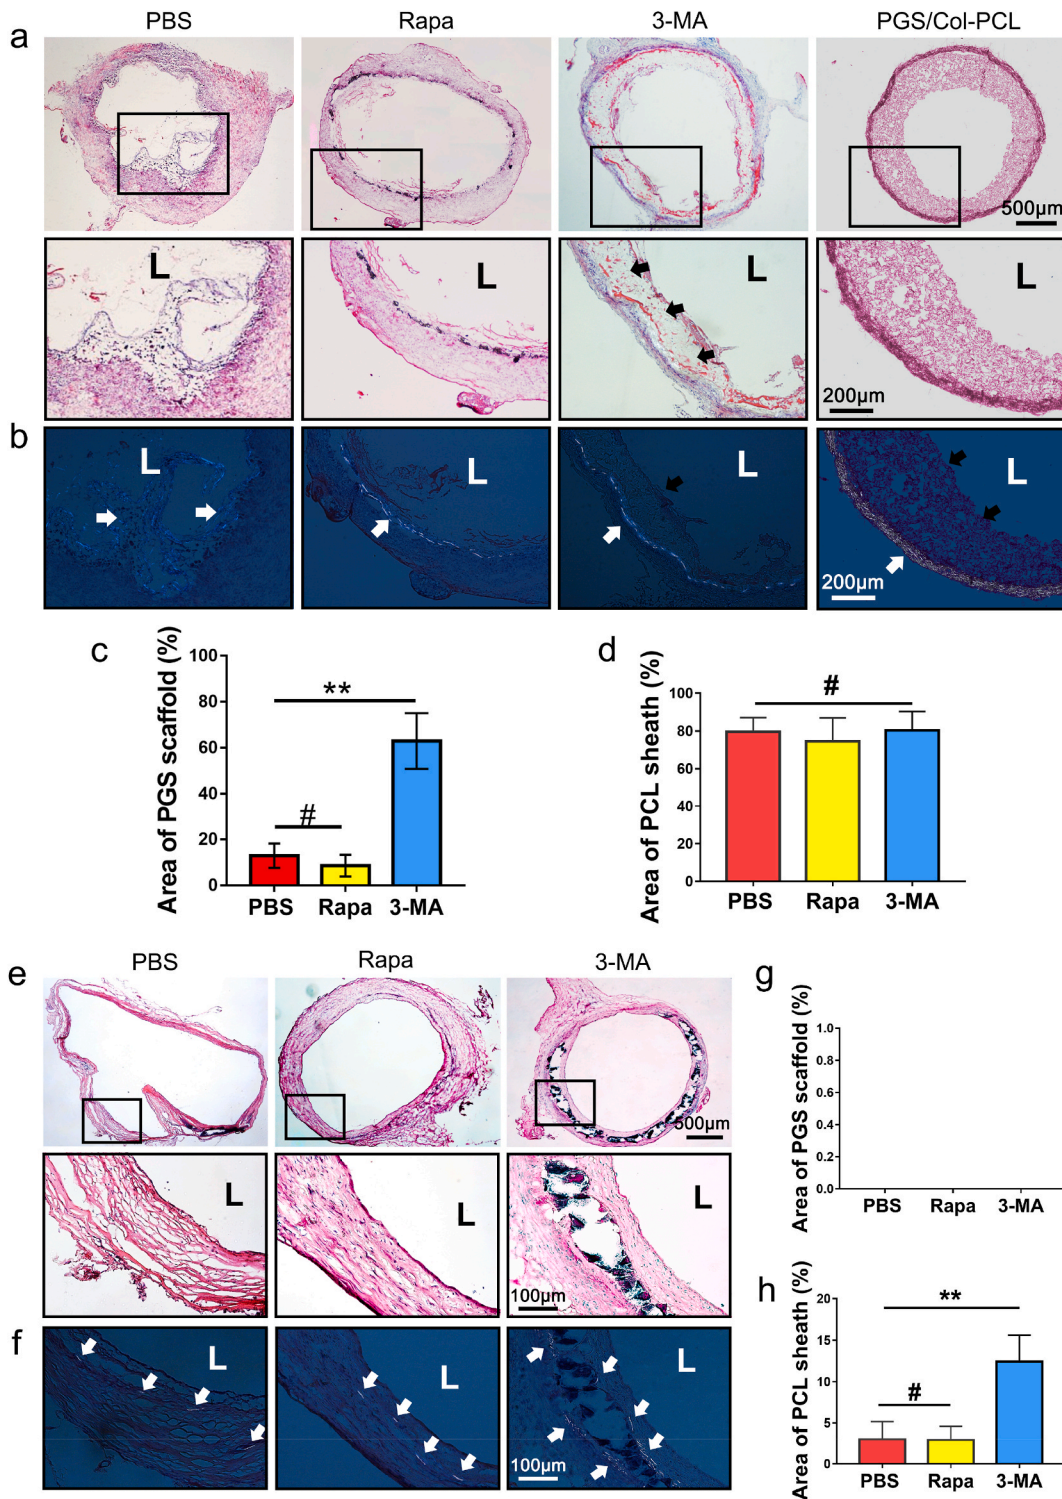 a
PBS
Rapa
3-MA
PGS/Col-PCL
500μm
L
L
L
L
200μm
b
L
L
L
L
200μm
c
Area of PGS scaffold (%)
100
80
60
40
20
0
**
#
PBS
Rapa
3-MA
d
Area of PCL sheath (%)
100
80
60
40
20
0
#
PBS
Rapa
3-MA
e
PBS
Rapa
3-MA
500μm
L
L
L
100μm
f
L
L
L
100μm
g
Area of PGS scaffold (%)
1.0
0.8
0.6
0.4
0.2
0.0
PBS
Rapa
3-MA
h
Area of PCL sheath (%)
20
15
10
5
0
**
#
PBS
Rapa
3-MA